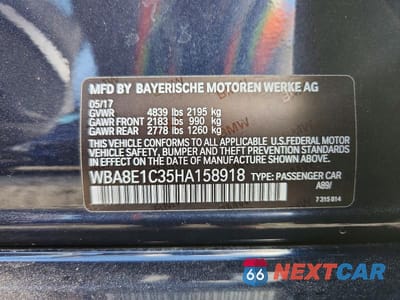 MFD BY BAYERISCHE MOTOREN WERKE AG
05/17
GVWR 4839 lbs 2195 kg
GAWR FRONT 2183 lbs 990 kg
GAWR REAR 2778 lbs 1260 kg
THIS VEHICLE CONFORMS TO ALL APPLICABLE U.S.FEDERAL MOTOR
VEHICLE SAFETY, BUMPER, AND THEFT PREVENTION STANDARDS
IN EFFECT ON THE DATE OF MANUFACTURE SHOWN ABOVE.
WBA8E1C35HA158918 TYPE: PASSENGER CAR
A89/
7 315 814
66 NEXTCAR